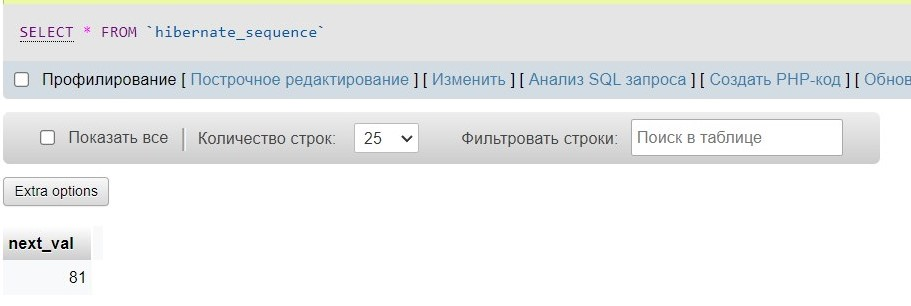 SELECT * FROM `hibernate_sequence`
Профилирование [ Построчное редактирование ] [ Изменить ] [ Анализ SQL запроса ] [ Создать PHP-код ] [ Обнов
Показать все | Количество строк: 25 Фильтровать строки: Поиск в таблице
Extra options
next_val
81